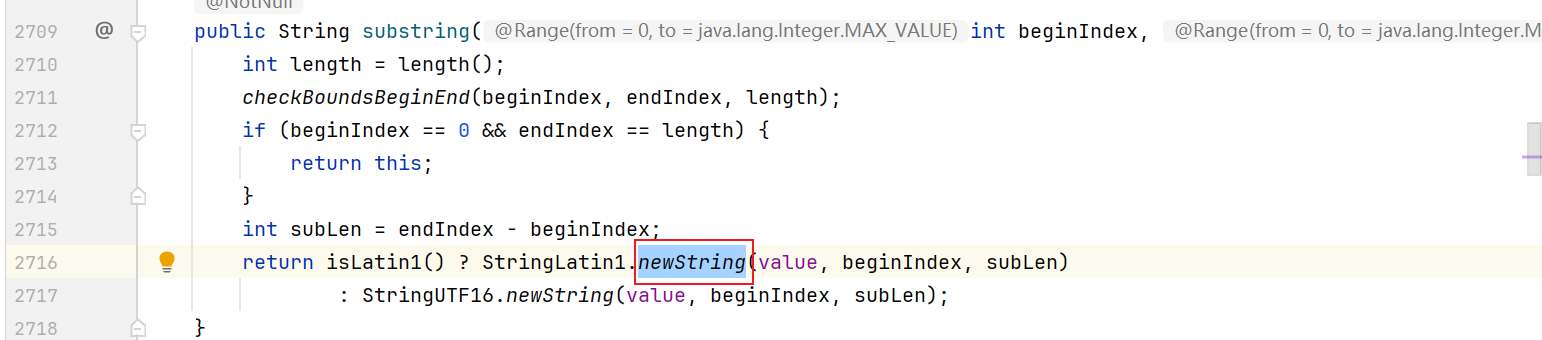 @NotNull
2709 @ public String substring( @Range(from = 0, to = java.lang.Integer.MAX_VALUE) int beginIndex, @Range(from = 0, to = java.lang.Integer.M
2710 int length = length();
2711 checkBoundsBeginEnd(beginIndex, endIndex, length);
2712 if (beginIndex == 0 && endIndex == length) {
2713 return this;
2714 }
2715 int subLen = endIndex - beginIndex;
2716 return isLatin1() ? StringLatin1.newString(value, beginIndex, subLen)
2717 : StringUTF16.newString(value, beginIndex, subLen);
2718 }